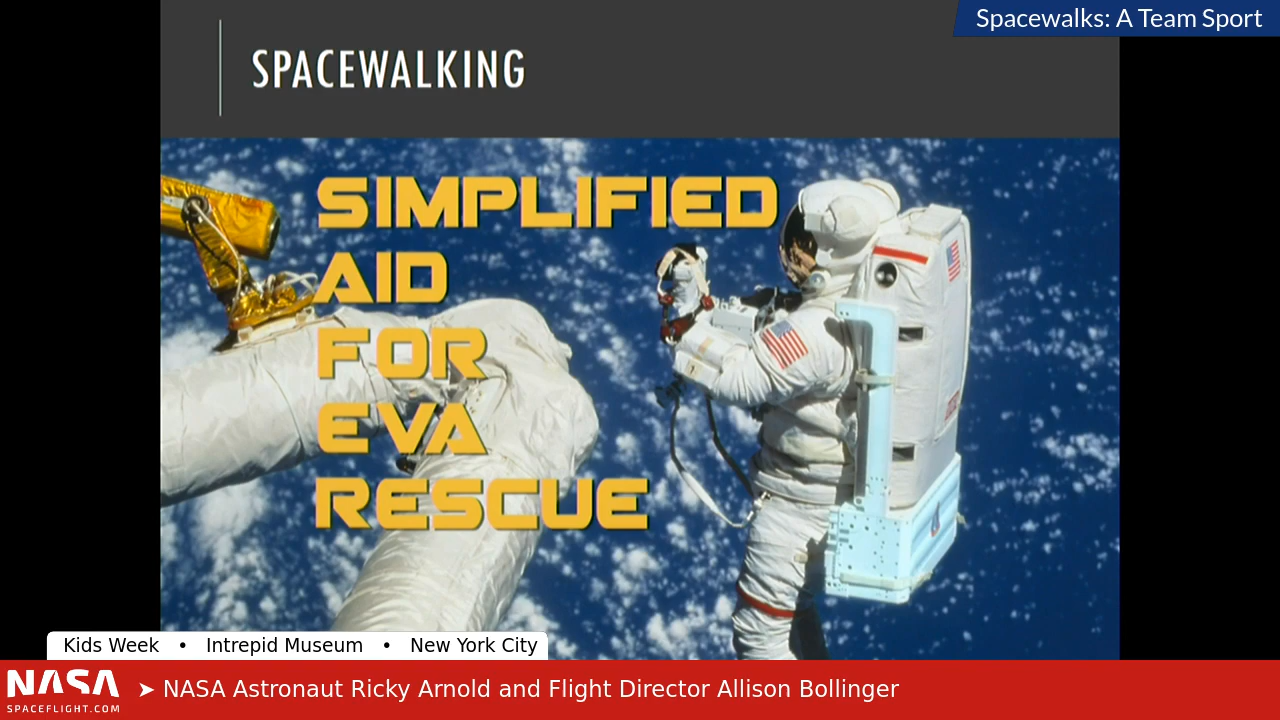 Spacewalks: A Team Sport
SPACEWALKING
SIMPLIFIED
AID
FOR
EVA
RESCUE
Kids Week • Intrepid Museum • New York City
NASA
SPACEFLIGHT.COM
➤ NASA Astronaut Ricky Arnold and Flight Director Allison Bollinger